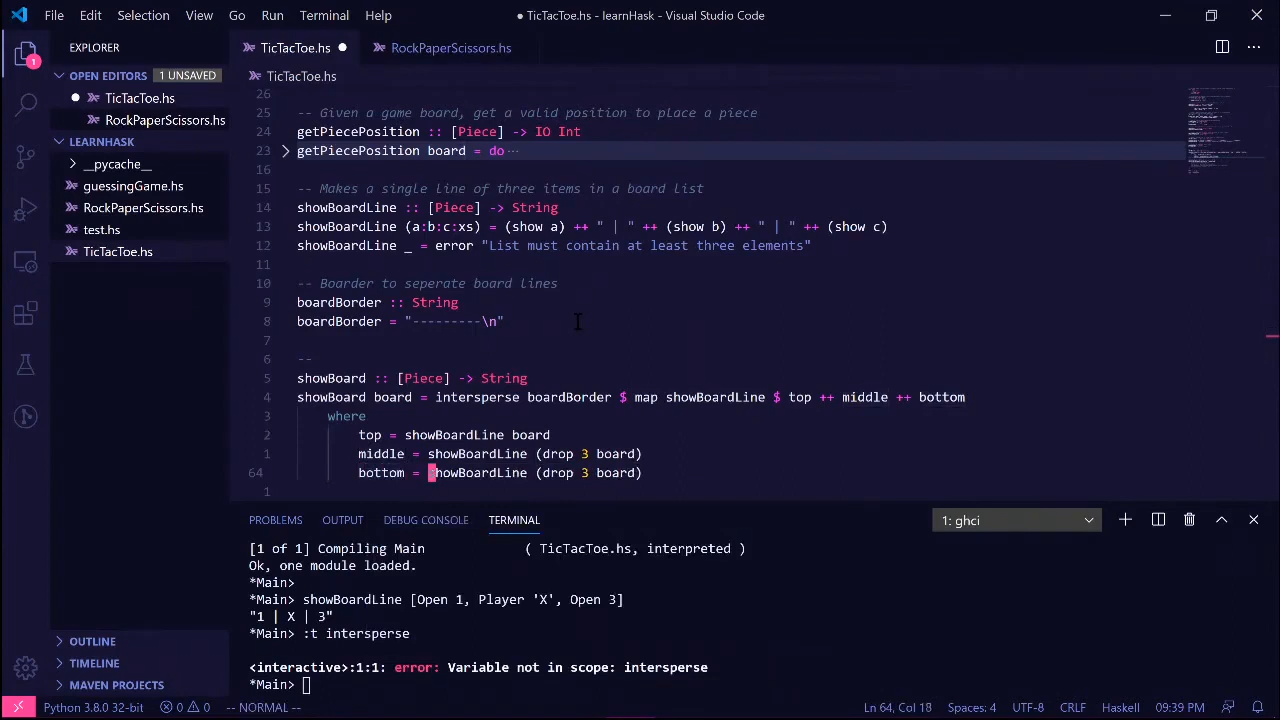 File Edit Selection View Go Run Terminal Help
● TicTacToe.hs - learnHask - Visual Studio Code
EXPLORER
OPEN EDITORS 1 UNSAVED
TicTacToe.hs
RockPaperScissors.hs
LEARNHASK
__pycache__
guessingGame.hs
RockPaperScissors.hs
test.hs
TicTacToe.hs
OUTLINE
TIMELINE
MAVEN PROJECTS
1
TicTacToe.hs ● RockPaperScissors.hs
TicTacToe.hs
26
25 -- Given a game board, get a valid position to place a piece
24 getPiecePosition :: [Piece] -> IO Int
23 getPiecePosition board = do
16
15 -- Makes a single line of three items in a board list
14 showBoardLine :: [Piece] -> String
13 showBoardLine (a:b:c:xs) = (show a) ++ " | " ++ (show b) ++ " | " ++ (show c)
12 showBoardLine _ = error "List must contain at least three elements"
11
10 -- Boarder to seperate board lines
9 boardBorder :: String
8 boardBorder = "---------\n"
7
6 --
5 showBoard :: [Piece] -> String
4 showBoard board = intersperse boardBorder $ map showBoardLine $ top ++ middle ++ bottom
3 where
2 top = showBoardLine board
1 middle = showBoardLine (drop 3 board)
64 bottom = showBoardLine (drop 3 board)
1
PROBLEMS OUTPUT DEBUG CONSOLE TERMINAL 1: ghci
[1 of 1] Compiling Main ( TicTacToe.hs, interpreted )
Ok, one module loaded.
*Main>
*Main> showBoardLine [Open 1, Player 'X', Open 3]
"1 | X | 3"
*Main> :t intersperse
<interactive>:1:1: error: Variable not in scope: intersperse
*Main>
Python 3.8.0 32-bit 0 0 -- NORMAL -- Ln 64, Col 18 Spaces: 4 UTF-8 CRLF Haskell 09:39 PM